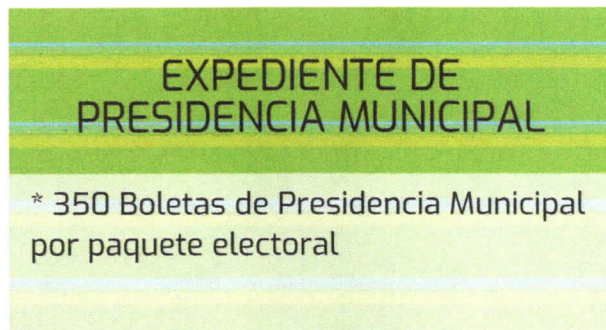 EXPEDIENTE DE
PRESIDENCIA MUNICIPAL
* 350 Boletas de Presidencia Municipal
por paquete electoral